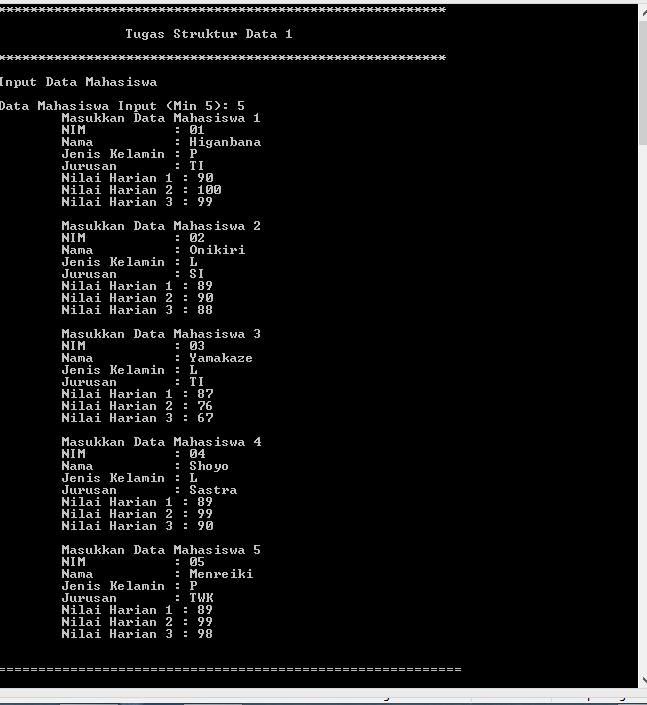 *********************************************************
Tugas Struktur Data 1
*********************************************************
Input Data Mahasiswa
Data Mahasiswa Input (Min 5): 5
Masukkan Data Mahasiswa 1
NIM : 01
Nama : Higanbana
Jenis Kelamin : P
Jurusan : TI
Nilai Harian 1 : 90
Nilai Harian 2 : 100
Nilai Harian 3 : 99
Masukkan Data Mahasiswa 2
NIM : 02
Nama : Onikiri
Jenis Kelamin : L
Jurusan : SI
Nilai Harian 1 : 89
Nilai Harian 2 : 90
Nilai Harian 3 : 88
Masukkan Data Mahasiswa 3
NIM : 03
Nama : Yamakaze
Jenis Kelamin : L
Jurusan : TI
Nilai Harian 1 : 87
Nilai Harian 2 : 76
Nilai Harian 3 : 67
Masukkan Data Mahasiswa 4
NIM : 04
Nama : Shoyo
Jenis Kelamin : L
Jurusan : Sastra
Nilai Harian 1 : 89
Nilai Harian 2 : 99
Nilai Harian 3 : 90
Masukkan Data Mahasiswa 5
NIM : 05
Nama : Menreiki
Jenis Kelamin : P
Jurusan : TWK
Nilai Harian 1 : 89
Nilai Harian 2 : 99
Nilai Harian 3 : 98
===========================================================